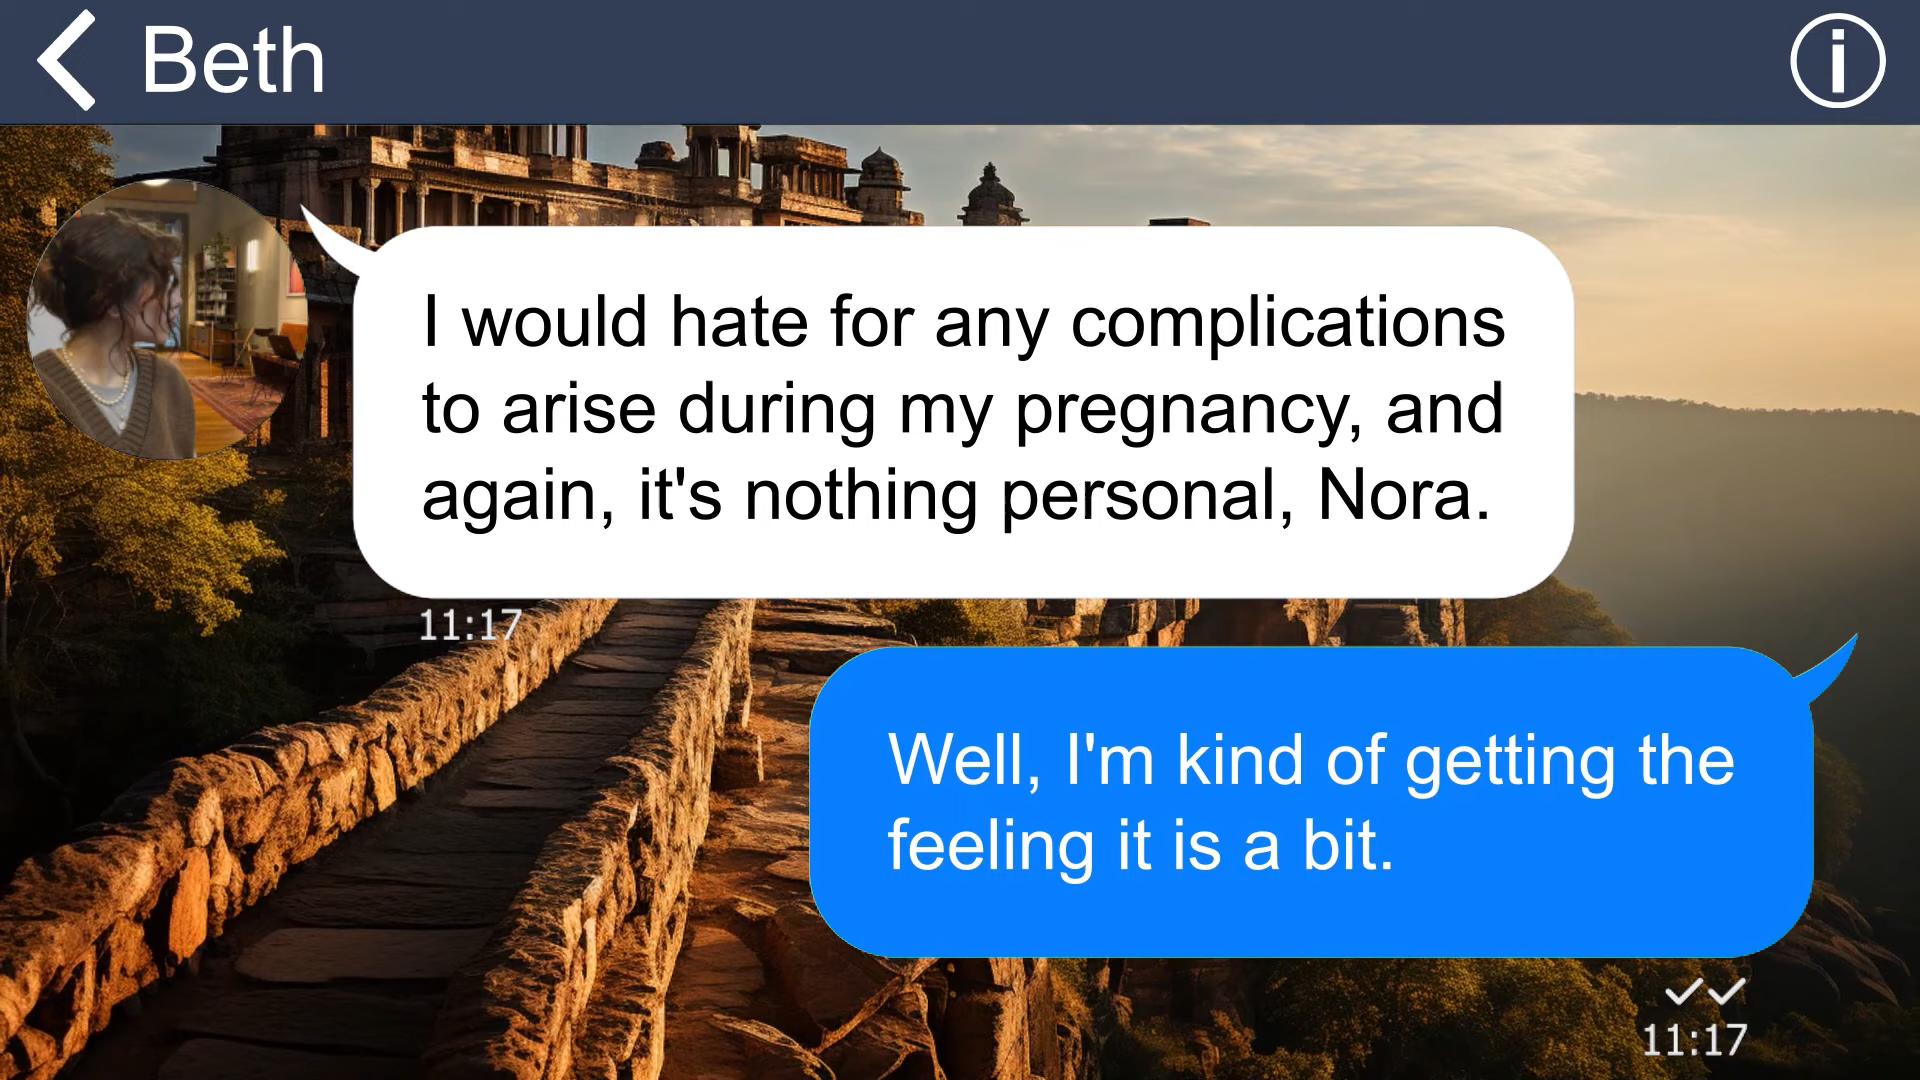 Beth
I would hate for any complications
to arise during my pregnancy, and
again, it's nothing personal, Nora.
11:17
Well, I'm kind of getting the
feeling it is a bit.
11:17